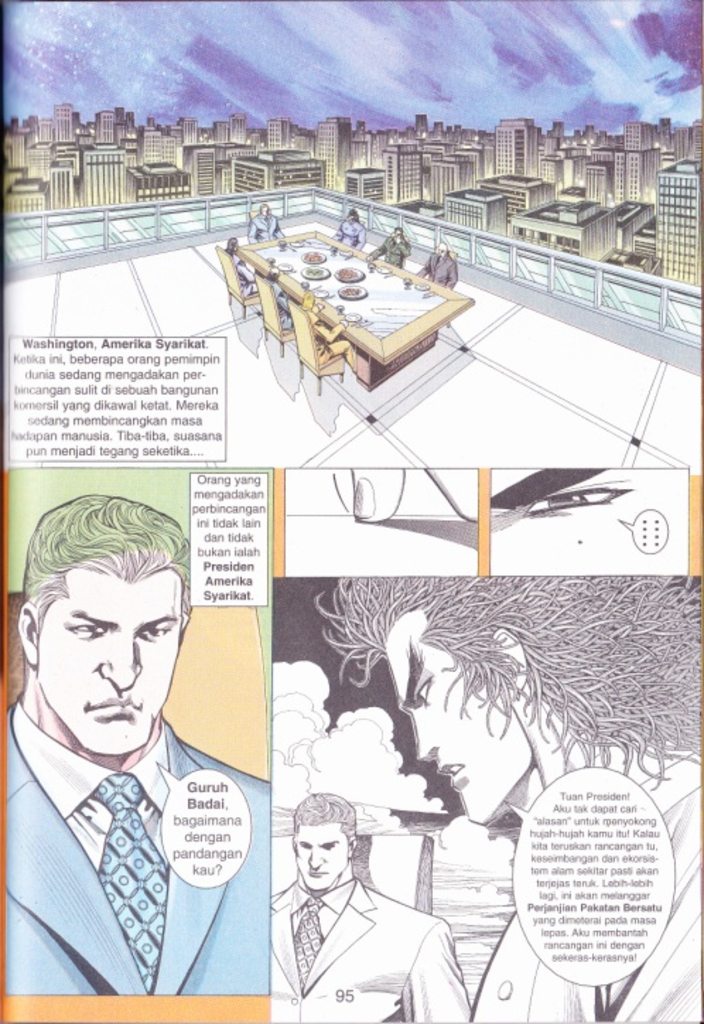 Washington, Amerika Syarikat.
Ketika ini, beberapa orang pemimpin
dunia sedang mengadakan per-
bincangan sulit di sebuah bangunan
komersil yang dikawal ketat. Mereka
sedang membincangkan masa
hadapan manusia. Tiba-tiba, suasana
pun menjadi tegang seketika....
Orang yang
mengadakan
perbincangan
ini tidak lain
dan tidak
bukan ialah
Presiden
Amerika
Syarikat.
Guruh
Badai,
bagaimana
dengan
pandangan
kau?
Tuan Presiden!
Aku tak dapat cari
"alasan" untuk menyokong
hujah-hujah kamu itu! Kalau
kita teruskan rancangan tu,
keseimbangan dan ekorsis-
tem alam sekitar pasti akan
terjejas teruk. Lebih-lebih
lagi, ini akan melanggar
Perjanjian Pakatan Bersatu
yang dimeterai pada masa
lepas. Aku membantah
rancangan ini dengan
sekeras-kerasnya!
95